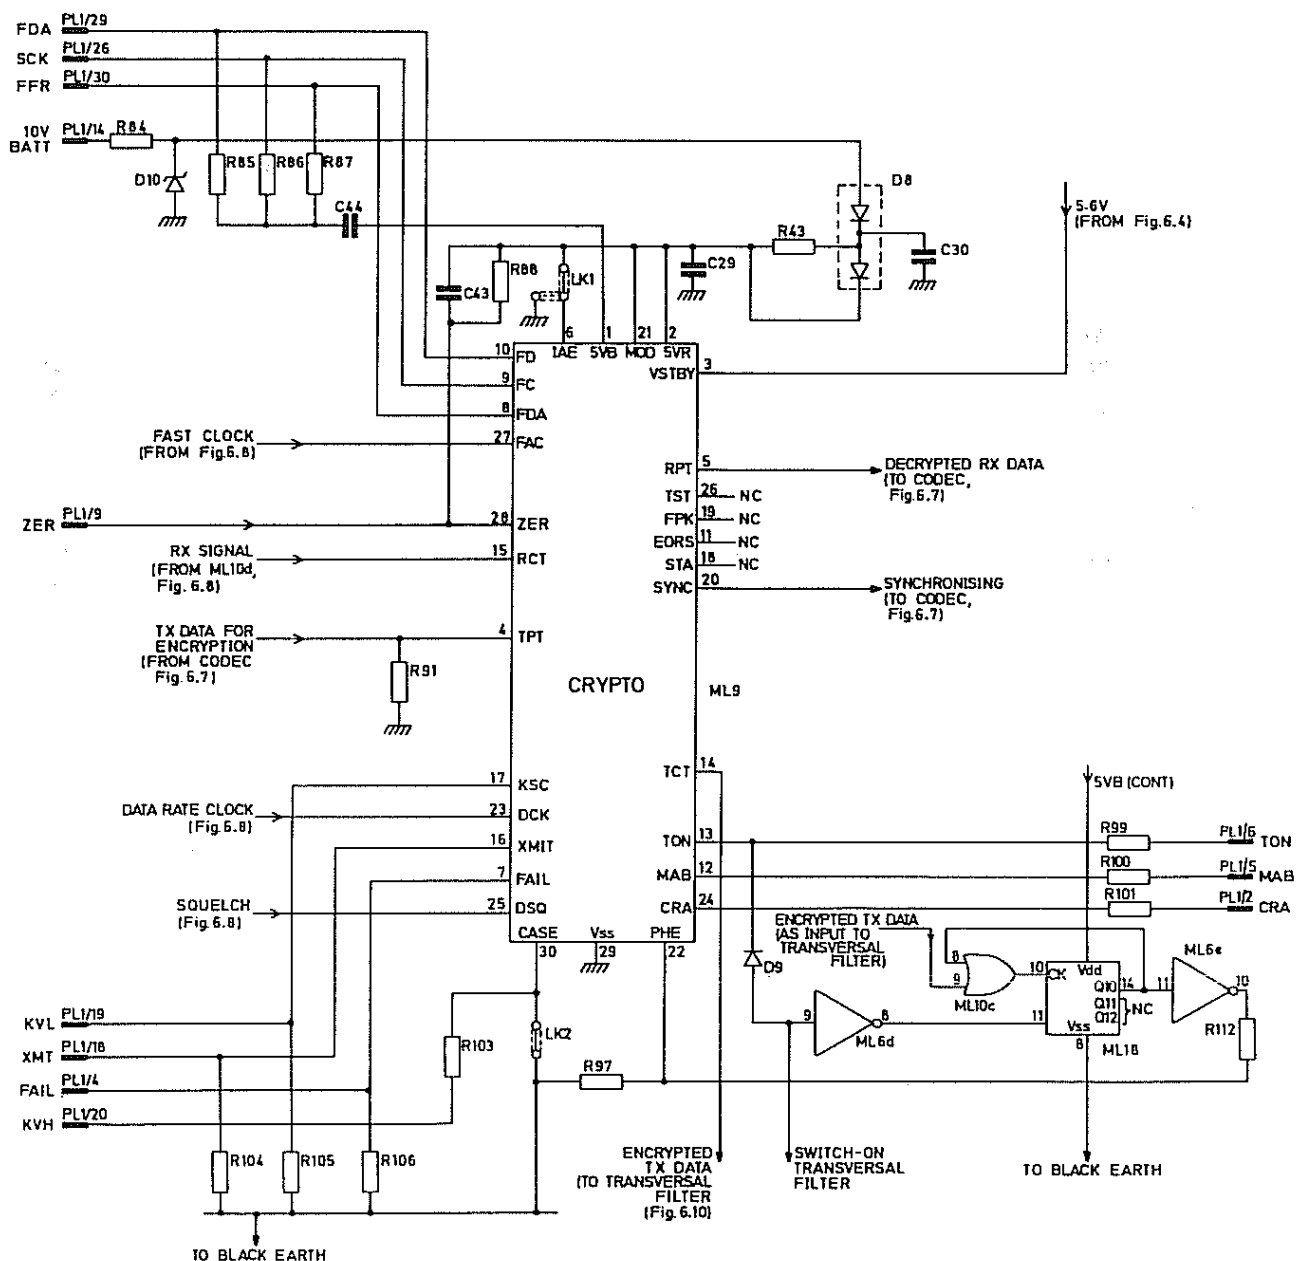 FDA PL1/29
SCK PL1/26
FFR PL1/30
10V
BATT PL1/14 R84
D10
R85 R86 R87
C44
D8
5·6V
(FROM Fig.6.4)
R43
C30
C43
R88
LK1
C29
6 1 21 2
IAE 5VB MOD 5VR
10 FD
9 FC
8 FDA
VSTBY 3
FAST CLOCK
(FROM Fig.6.8)
27 FAC
RPT 5
DECRYPTED RX DATA
(TO CODEC,
Fig.6.7)
TST 26 NC
FPK 19 NC
EORS 11 NC
STA 18 NC
SYNC 20
SYNCHRONISING
(TO CODEC,
Fig.6.7)
ZER PL1/9
28 ZER
RX SIGNAL
(FROM ML10d,
Fig.6.8)
15 RCT
TX DATA FOR
ENCRYPTION
(FROM CODEC
Fig.6.7)
4 TPT
R91
CRYPTO
ML9
TCT 14
17 KSC
DATA RATE CLOCK
(Fig.6.8)
23 DCK
16 XMIT
7 FAIL
SQUELCH
(Fig.6.8)
25 DSQ
5VB (CONT)
TON 13 R99 PL1/6 TON
MAB 12 R100 PL1/5 MAB
CRA 24 R101 PL1/2 CRA
CASE Vss PHE
30 29 22
ENCRYPTED TX DATA
(AS INPUT TO
TRANSVERSAL
FILTER)
D9
8
9
ML10c
10 CK
Vdd
Q10 14
Q11
Q12
NC
Vss
8
11
ML18
ML6e
11 10
R112
9 8
ML6d
KVL PL1/19
XMT PL1/18
FAIL PL1/4
KVH PL1/20
R103
LK2
R97
R104 R105 R106
TO BLACK EARTH
ENCRYPTED
TX DATA
(TO TRANSVERSAL
FILTER
(Fig.6.10)
SWITCH-ON
TRANSVERSAL
FILTER
TO BLACK EARTH